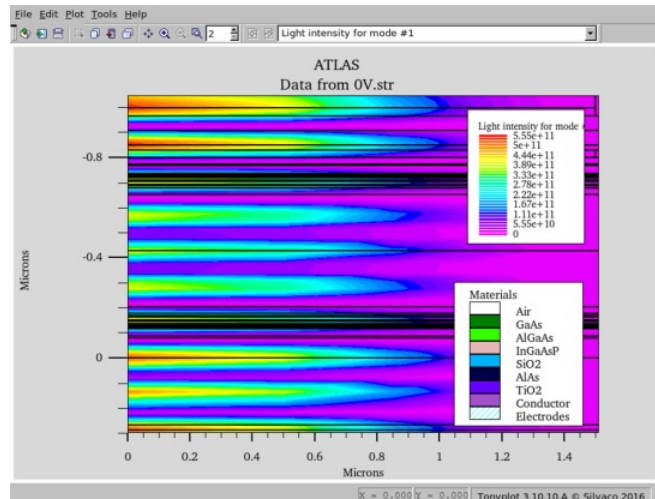 File Edit Plot Tools Help
2 Light intensity for mode #1
ATLAS
Data from 0V.str
Light intensity for mode
5.55e+11
5e+11
4.44e+11
3.89e+11
3.33e+11
2.78e+11
2.22e+11
1.67e+11
1.11e+11
5.55e+10
0
-0.8
-0.4
0
Microns
Materials
Air
GaAs
AlGaAs
InGaAsP
SiO2
AlAs
TiO2
Conductor
Electrodes
0 0.2 0.4 0.6 0.8 1 1.2 1.4
Microns
X = 0.000 Y = 0.000 Tonyplot 3.10.10.A © Silvaco 2016